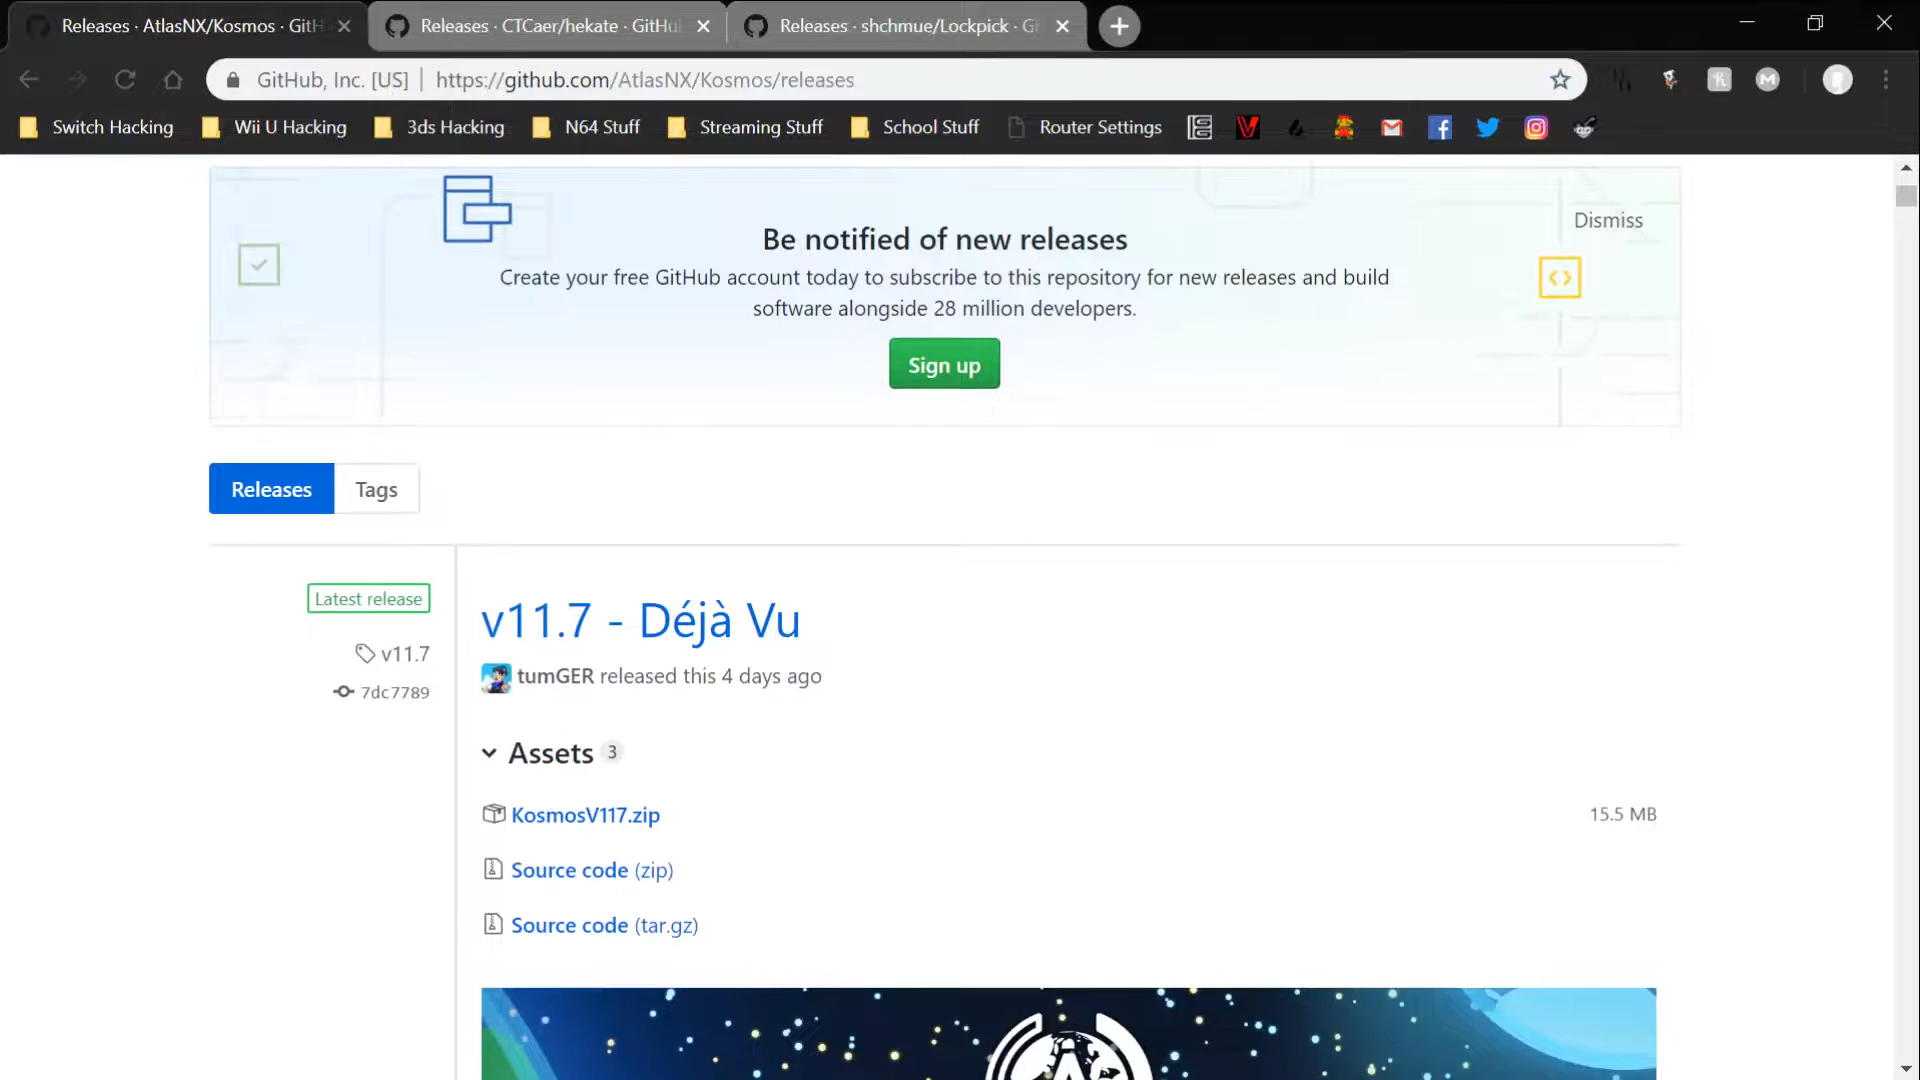 Releases · AtlasNX/Kosmos · GitH
Releases · CTCaer/hekate · GitHu
Releases · shchmue/Lockpick · Gi
GitHub, Inc. [US] | https://github.com/AtlasNX/Kosmos/releases
Switch Hacking
Wii U Hacking
3ds Hacking
N64 Stuff
Streaming Stuff
School Stuff
Router Settings
Be notified of new releases
Dismiss
Create your free GitHub account today to subscribe to this repository for new releases and build
software alongside 28 million developers.
Sign up
Releases
Tags
Latest release
v11.7
7dc7789
v11.7 - Déjà Vu
tumGER released this 4 days ago
Assets 3
KosmosV117.zip
15.5 MB
Source code (zip)
Source code (tar.gz)